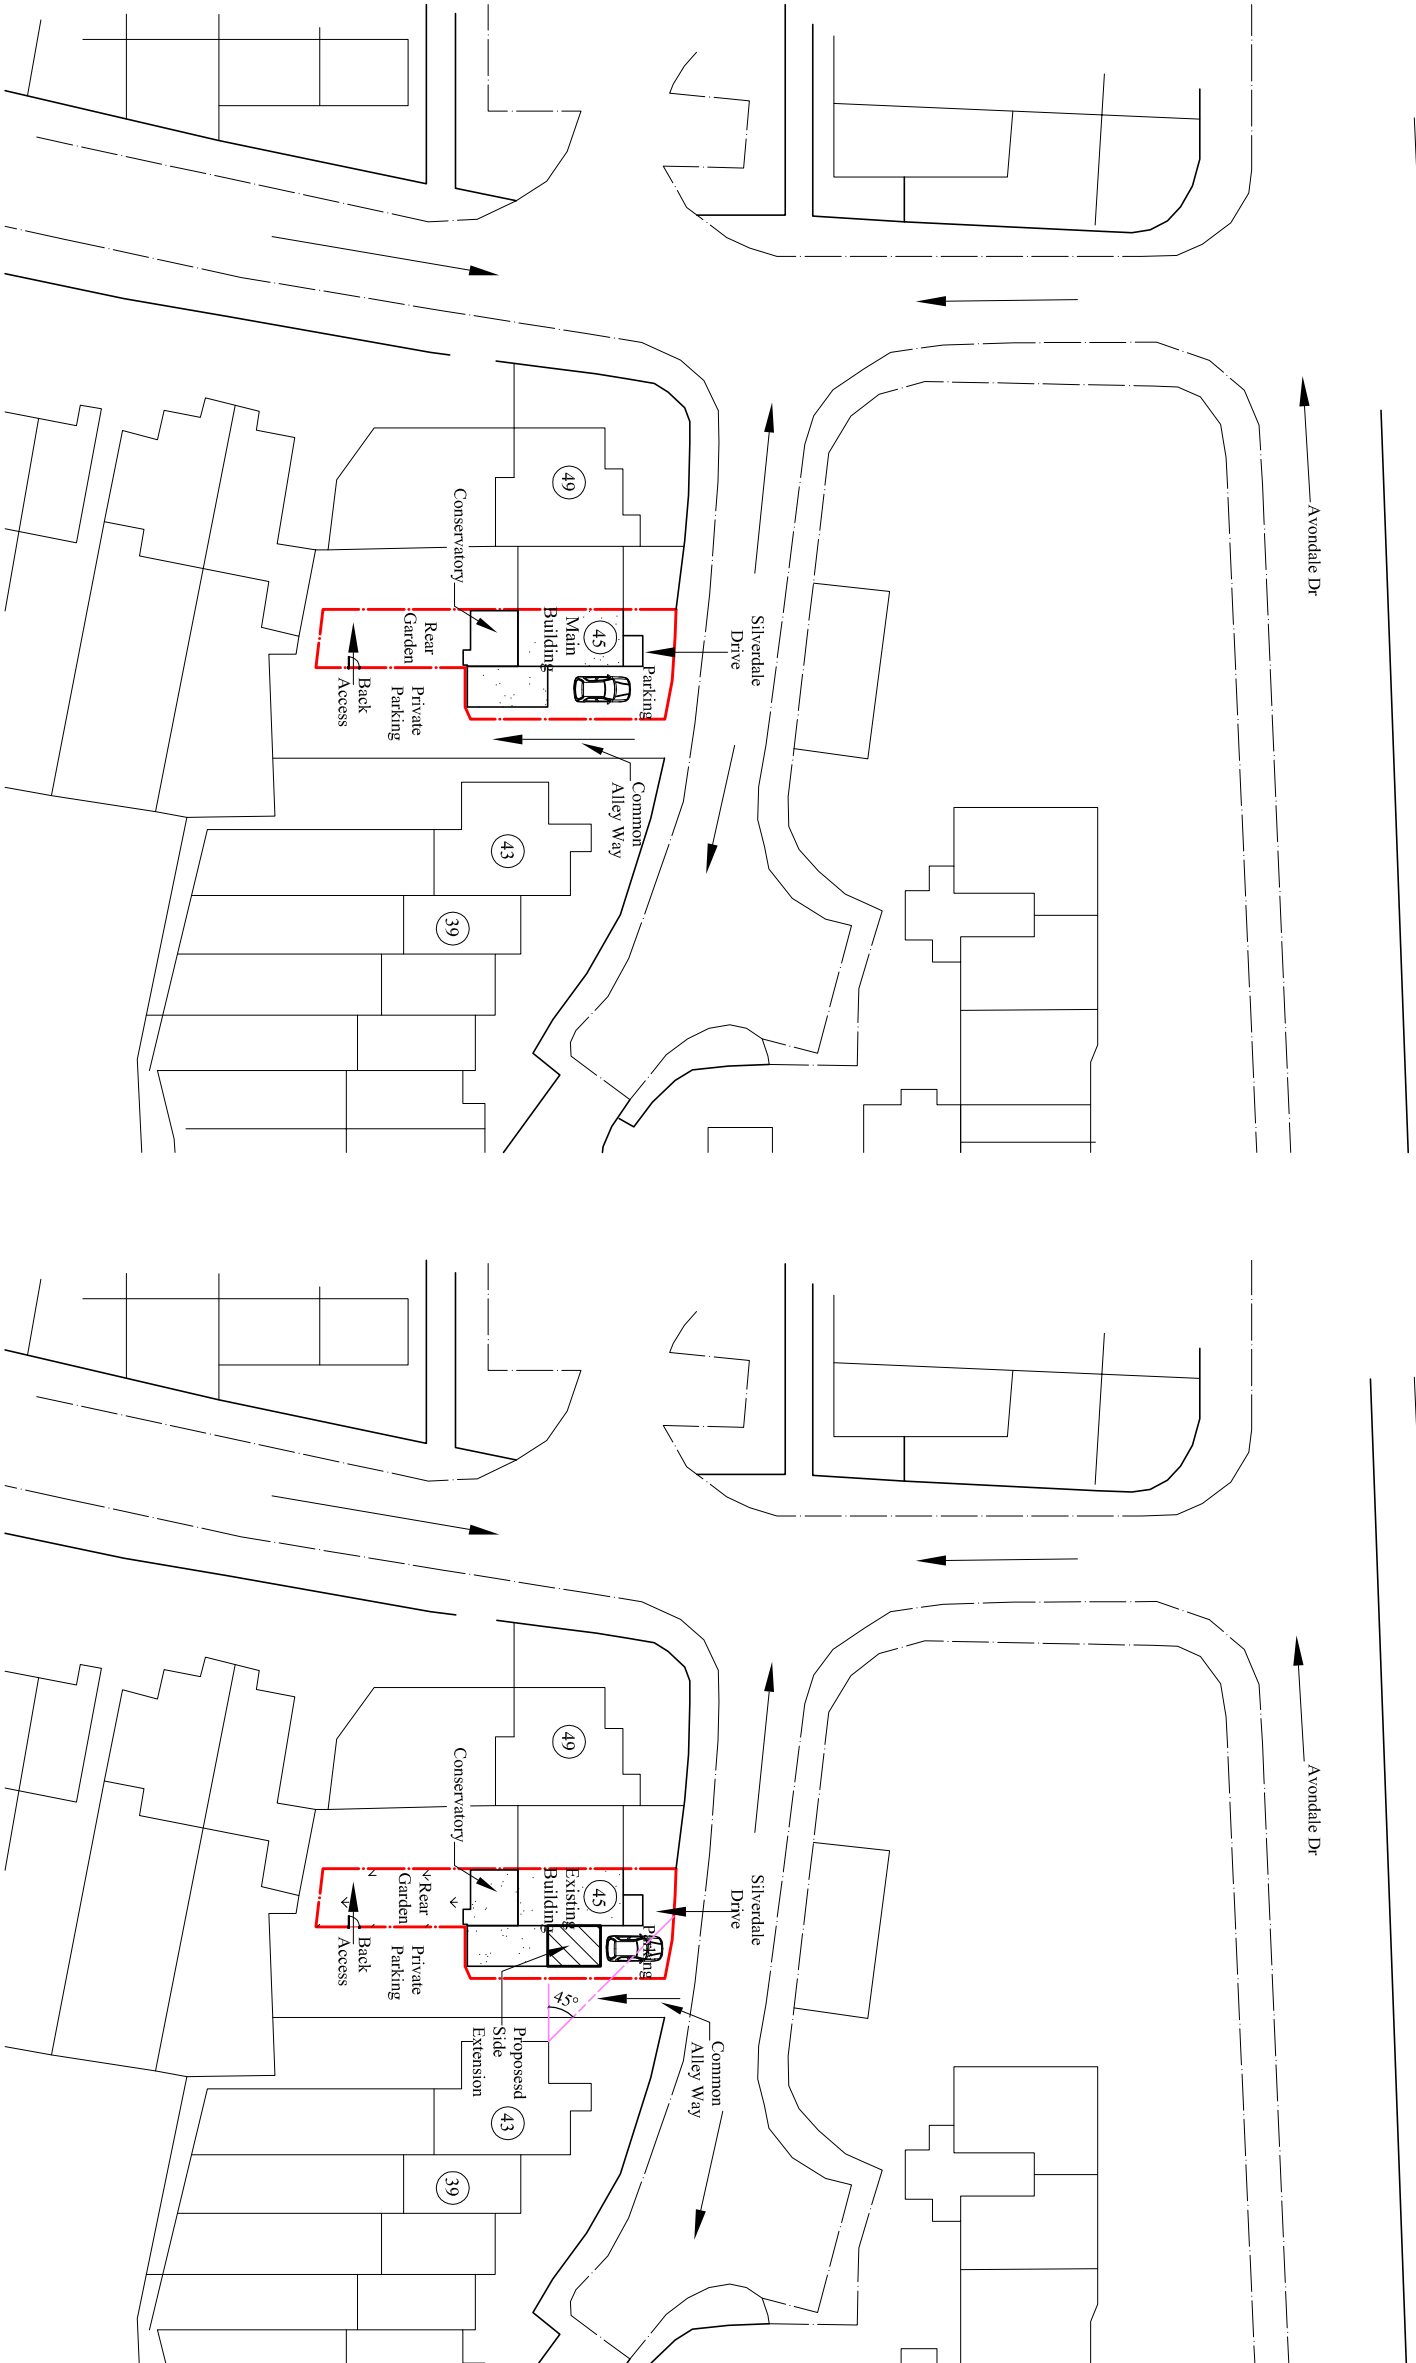 Avondale Dr
Silverdale
Drive
49
Conservatory
Main
Building
45
Parking
Rear
Garden
Back
Access
Private
Parking
Common
Alley Way
43
39
Avondale Dr
Silverdale
Drive
49
Conservatory
Existing
Building
45
Parking
Rear
Garden
Back
Access
Private
Parking
45°
Common
Alley Way
Proposesd
Side
Extension
43
39